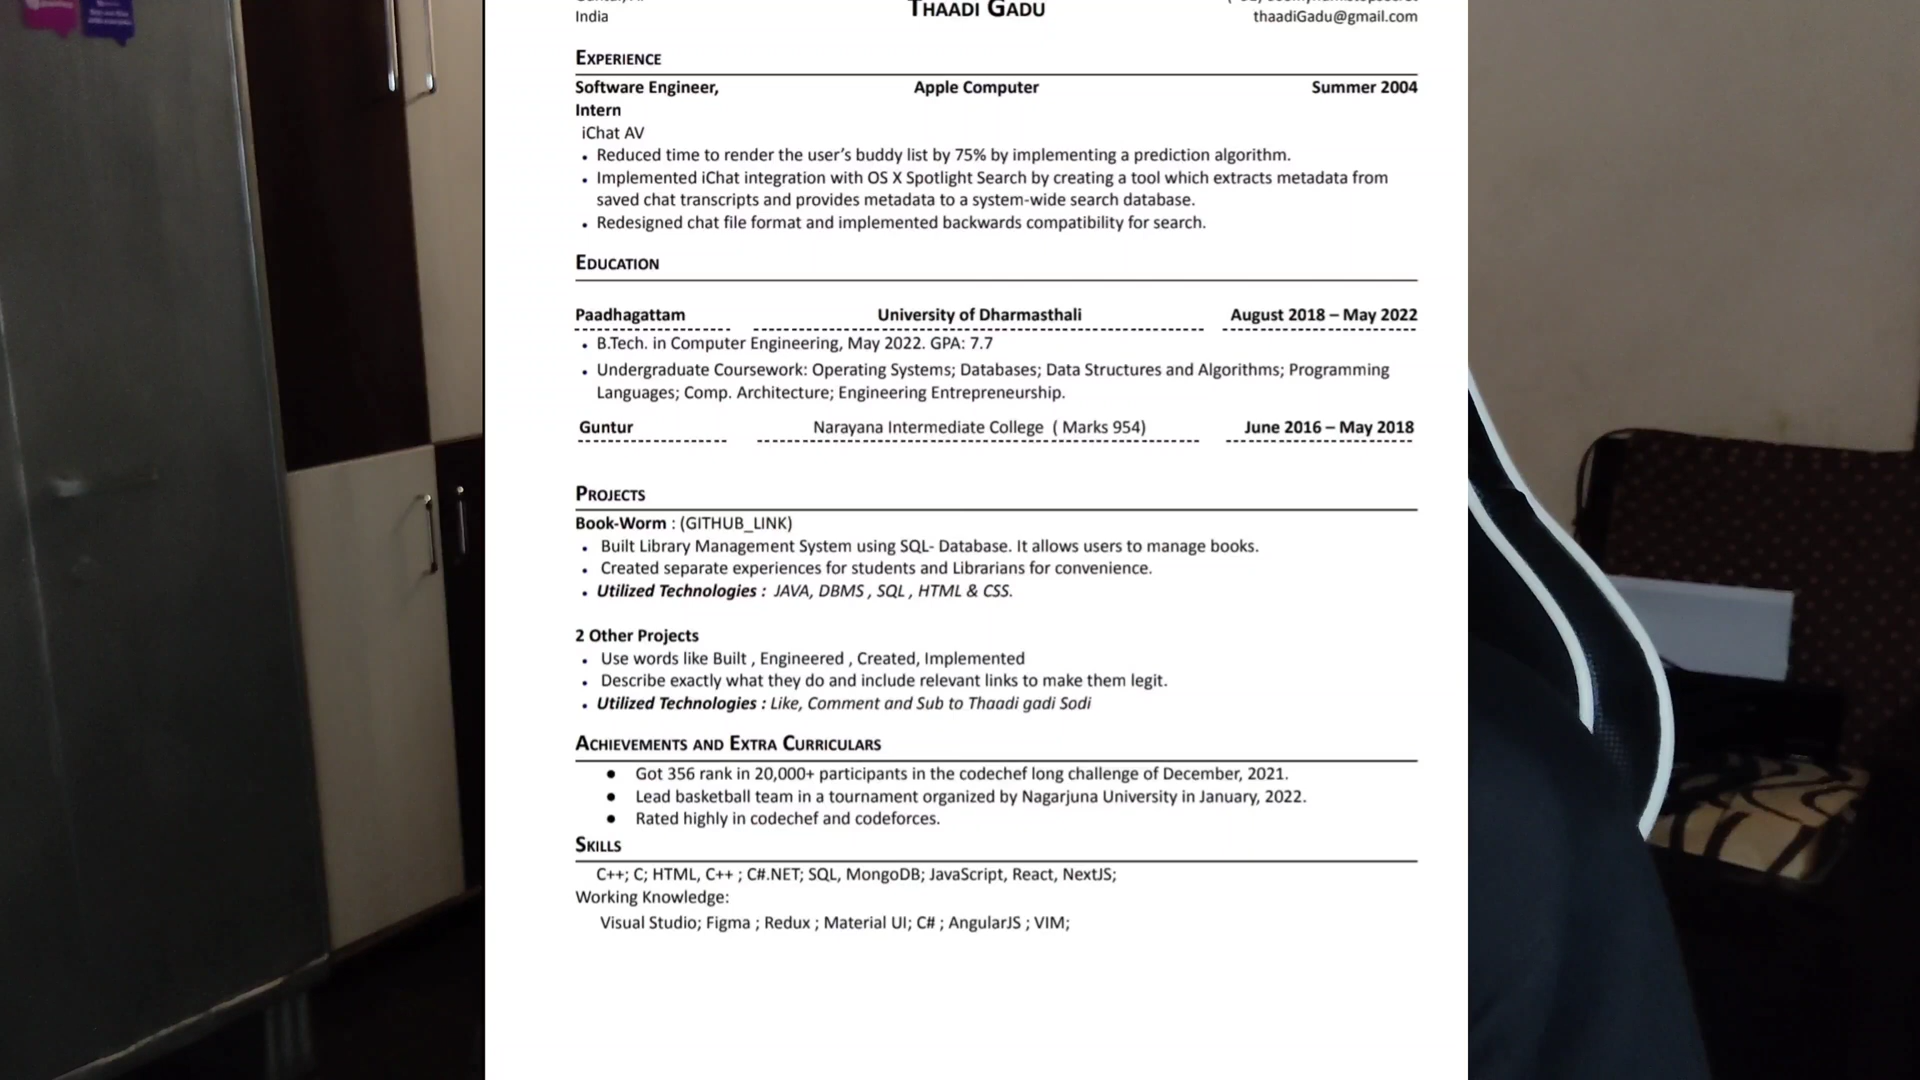 India
THAADI GADU
thaadiGadu@gmail.com
EXPERIENCE
Software Engineer, Intern
Apple Computer
Summer 2004
iChat AV
• Reduced time to render the user’s buddy list by 75% by implementing a prediction algorithm.
• Implemented iChat integration with OS X Spotlight Search by creating a tool which extracts metadata from
saved chat transcripts and provides metadata to a system-wide search database.
• Redesigned chat file format and implemented backwards compatibility for search.
EDUCATION
Paadhagattam University of Dharmasthali August 2018 – May 2022
• B.Tech. in Computer Engineering, May 2022. GPA: 7.7
• Undergraduate Coursework: Operating Systems; Databases; Data Structures and Algorithms; Programming
Languages; Comp. Architecture; Engineering Entrepreneurship.
Guntur Narayana Intermediate College ( Marks 954) June 2016 – May 2018
PROJECTS
Book-Worm : (GITHUB_LINK)
• Built Library Management System using SQL- Database. It allows users to manage books.
• Created separate experiences for students and Librarians for convenience.
• Utilized Technologies : JAVA, DBMS , SQL , HTML & CSS.
2 Other Projects
• Use words like Built , Engineered , Created, Implemented
• Describe exactly what they do and include relevant links to make them legit.
• Utilized Technologies : Like, Comment and Sub to Thaadi gadi Sodi
ACHIEVEMENTS AND EXTRA CURRICULARS
● Got 356 rank in 20,000+ participants in the codechef long challenge of December, 2021.
● Lead basketball team in a tournament organized by Nagarjuna University in January, 2022.
● Rated highly in codechef and codeforces.
SKILLS
C++; C; HTML, C++ ; C#.NET; SQL, MongoDB; JavaScript, React, NextJS;
Working Knowledge:
Visual Studio; Figma ; Redux ; Material UI; C# ; AngularJS ; VIM;